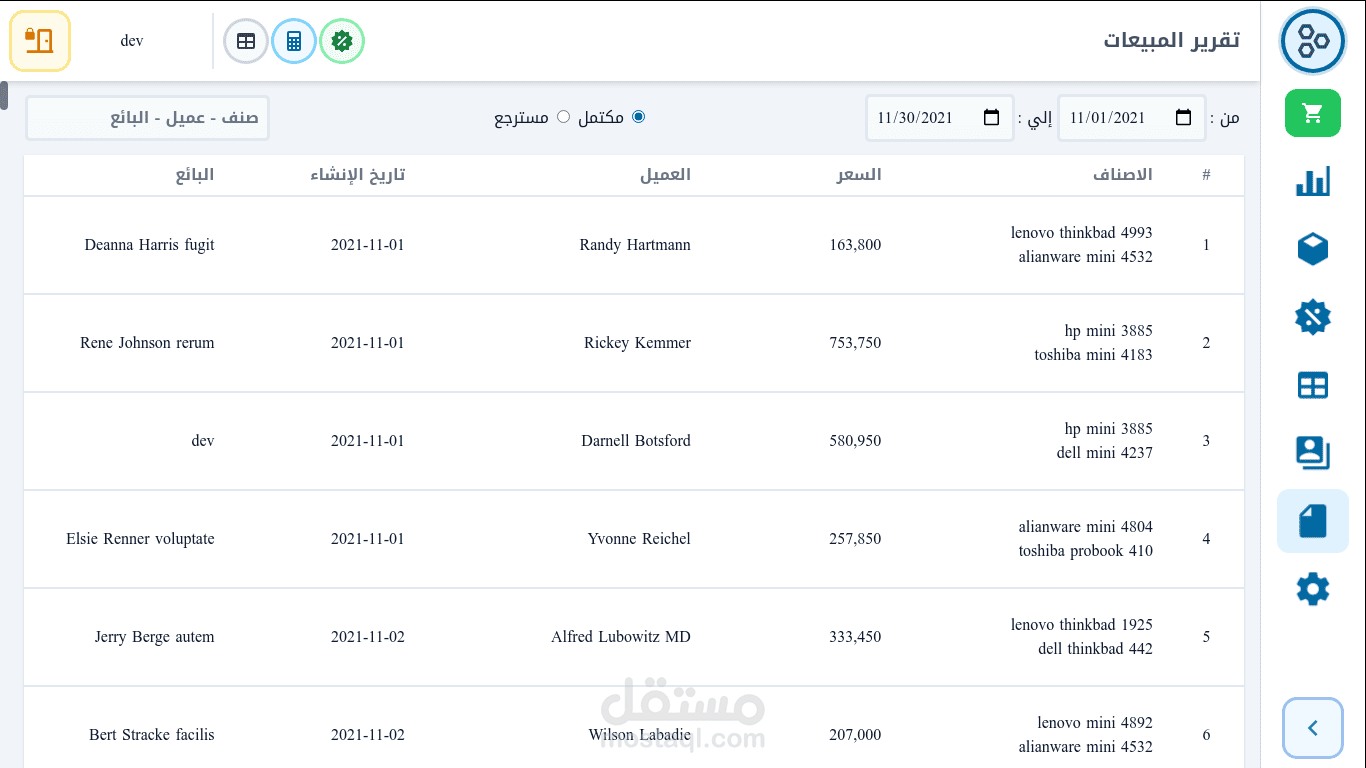 تقرير المبيعات
dev
من :
11/01/2021
إلي :
11/30/2021
مكتمل
مسترجع
صنف - عميل - البائع
# الاصناف السعر العميل تاريخ الإنشاء البائع
1 lenovo thinkbad 4993 163,800 Randy Hartmann 2021-11-01 Deanna Harris fugit
alianware mini 4532
2 hp mini 3885 753,750 Rickey Kemmer 2021-11-01 Rene Johnson rerum
toshiba mini 4183
3 hp mini 3885 580,950 Darnell Botsford 2021-11-01 dev
dell mini 4237
4 alianware mini 4804 257,850 Yvonne Reichel 2021-11-01 Elsie Renner voluptate
toshiba probook 410
5 lenovo thinkbad 1925 333,450 Alfred Lubowitz MD 2021-11-02 Jerry Berge autem
dell thinkbad 442
6 lenovo mini 4892 207,000 Wilson Labadie 2021-11-02 Bert Stracke facilis
alianware mini 4532
مستقل
mostaql.com